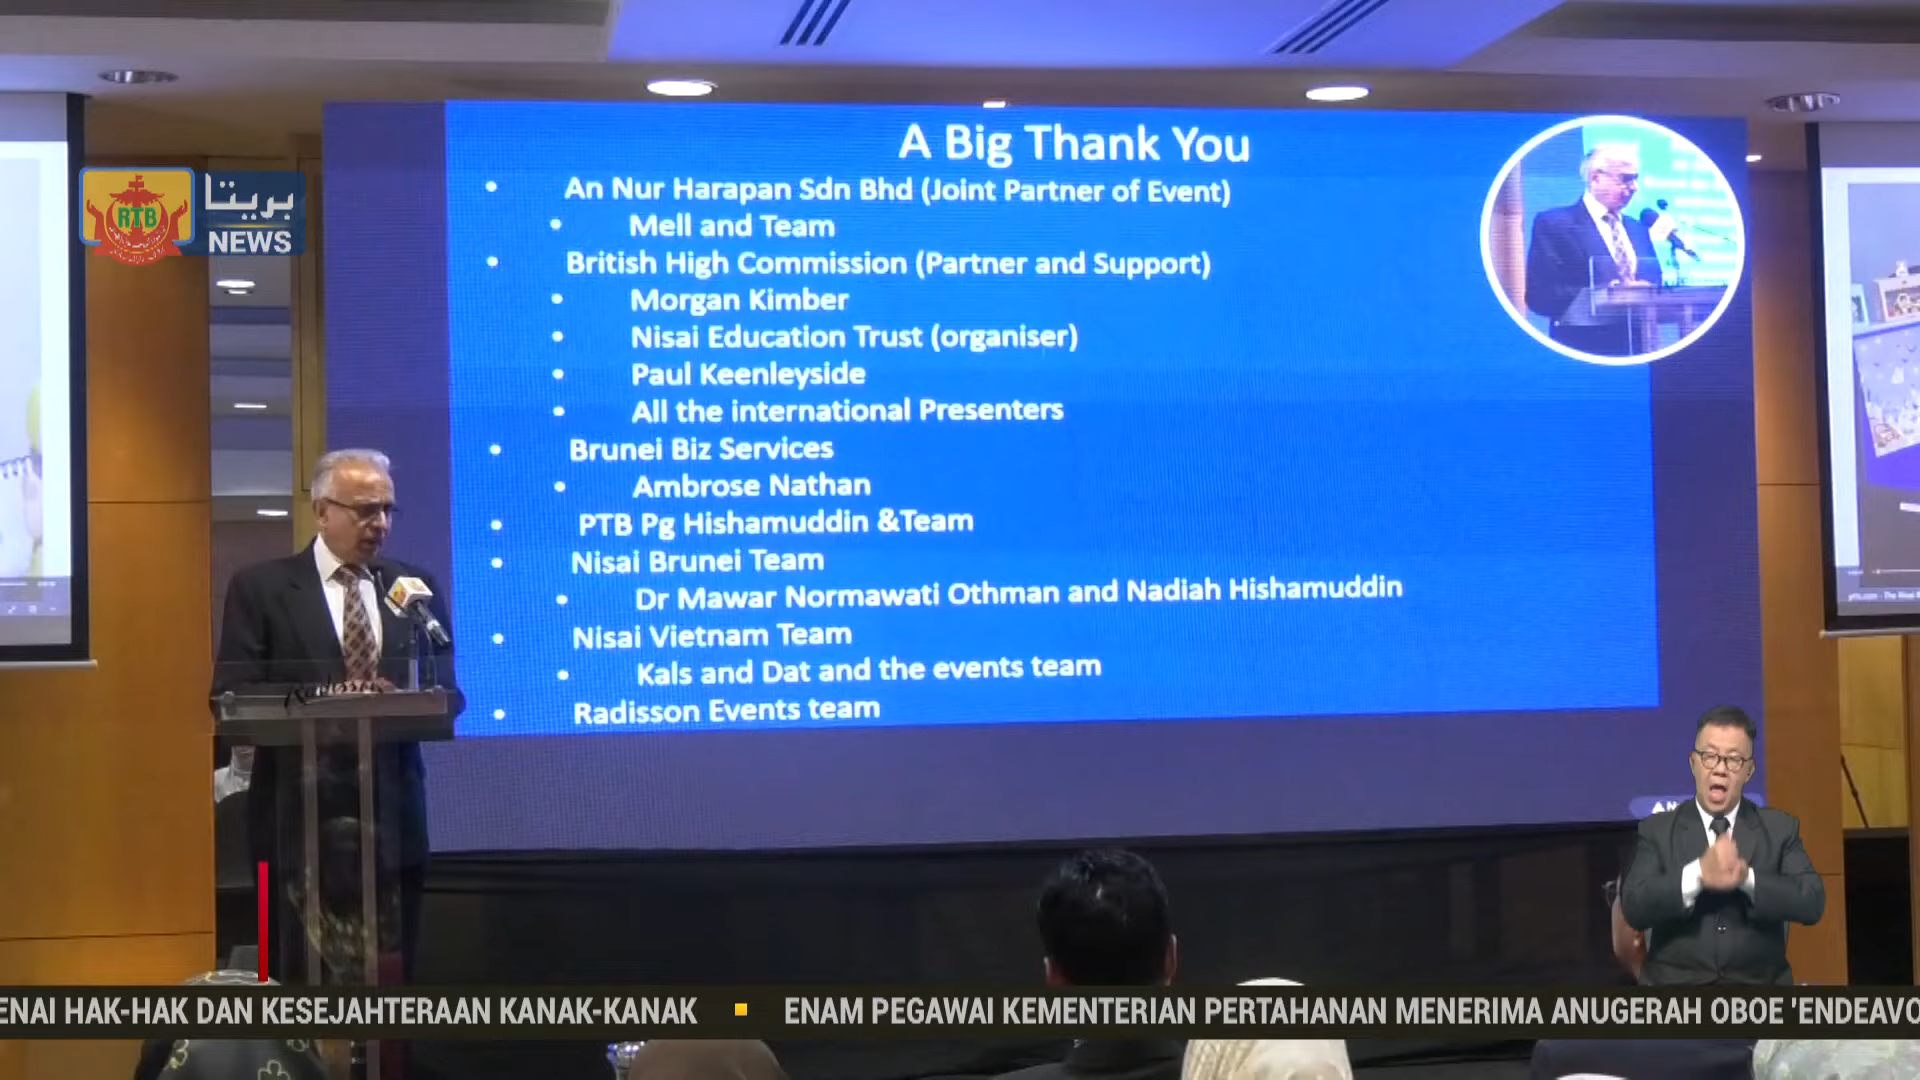 A Big Thank You
• An Nur Harapan Sdn Bhd (Joint Partner of Event)
• Mell and Team
• British High Commission (Partner and Support)
• Morgan Kimber
• Nisai Education Trust (organiser)
• Paul Keenleyside
• All the international Presenters
• Brunei Biz Services
• Ambrose Nathan
• PTB Pg Hishamuddin &Team
• Nisai Brunei Team
• Dr Mawar Normawati Othman and Nadiah Hishamuddin
• Nisai Vietnam Team
• Kals and Dat and the events team
• Radisson Events team
RTB
بريتا
NEWS
Radisson
AN
ENAI HAK-HAK DAN KESEJAHTERAAN KANAK-KANAK ▪ ENAM PEGAWAI KEMENTERIAN PERTAHANAN MENERIMA ANUGERAH OBOE 'ENDEAVO